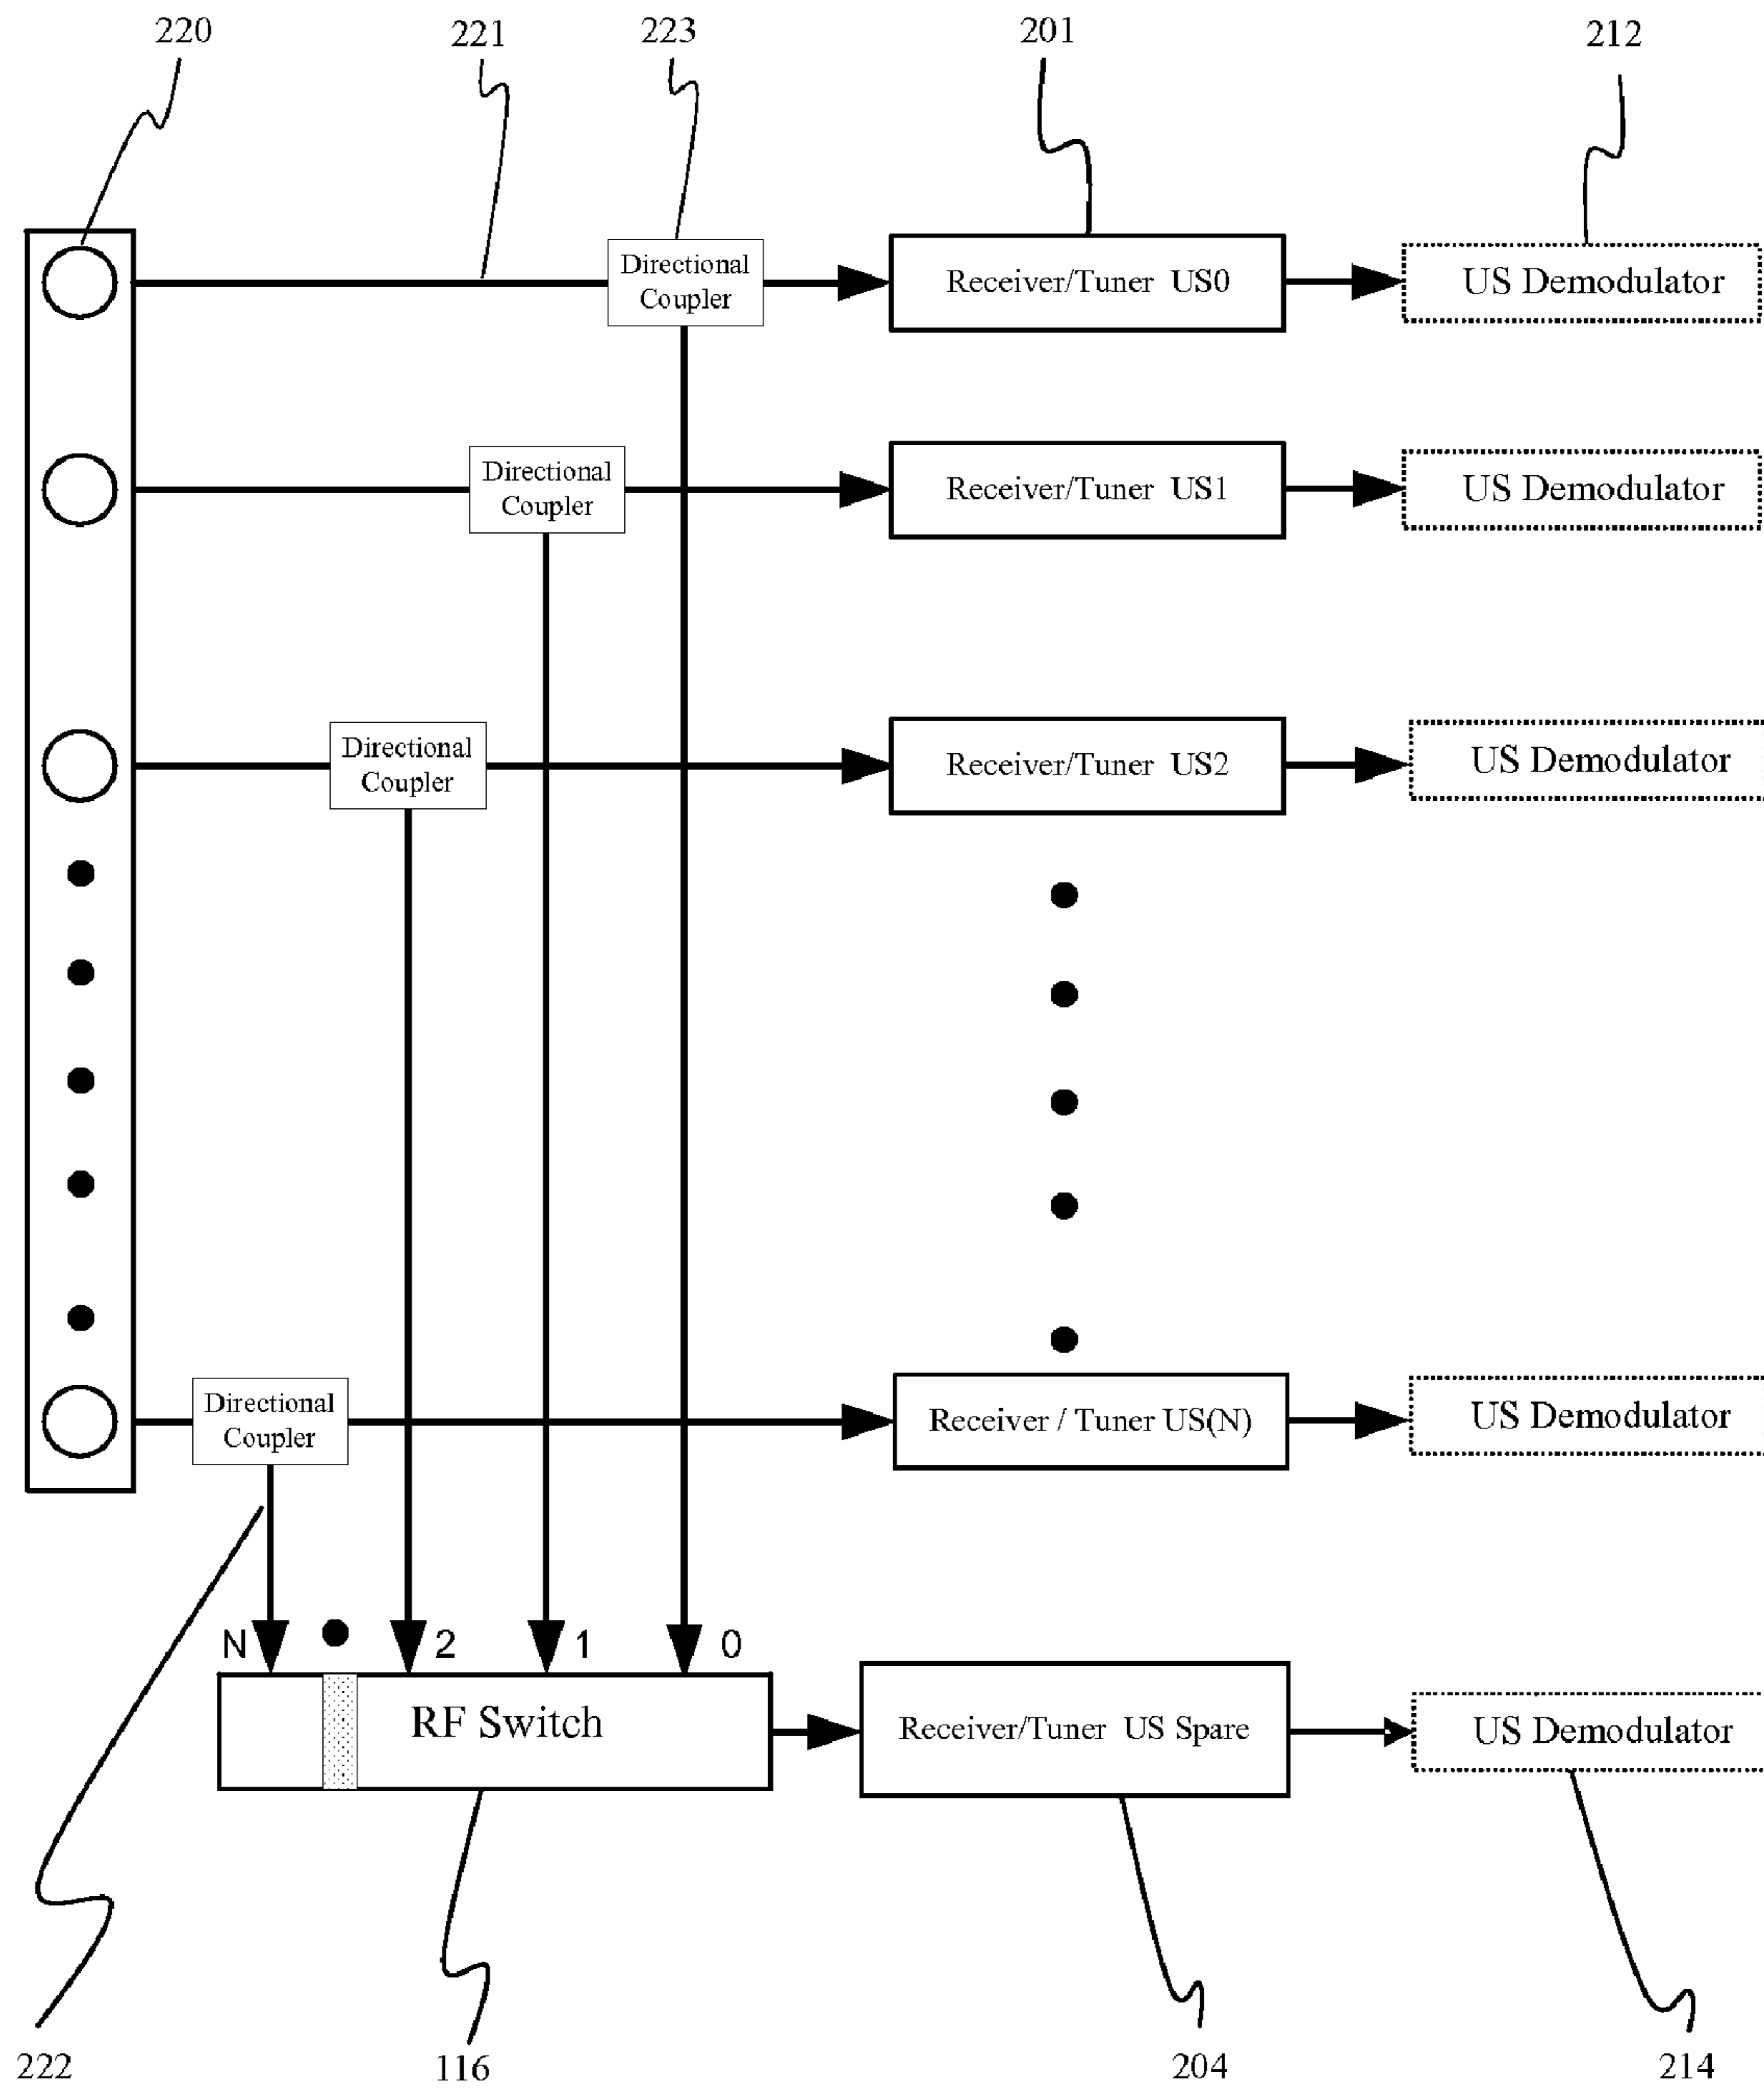 220
221
223
201
212
Directional
Coupler
Receiver/Tuner US0
US Demodulator
Directional
Coupler
Receiver/Tuner US1
US Demodulator
Directional
Coupler
Receiver/Tuner US2
US Demodulator
Directional
Coupler
Receiver / Tuner US(N)
US Demodulator
N
2
1
0
RF Switch
Receiver/Tuner US Spare
US Demodulator
222
116
204
214